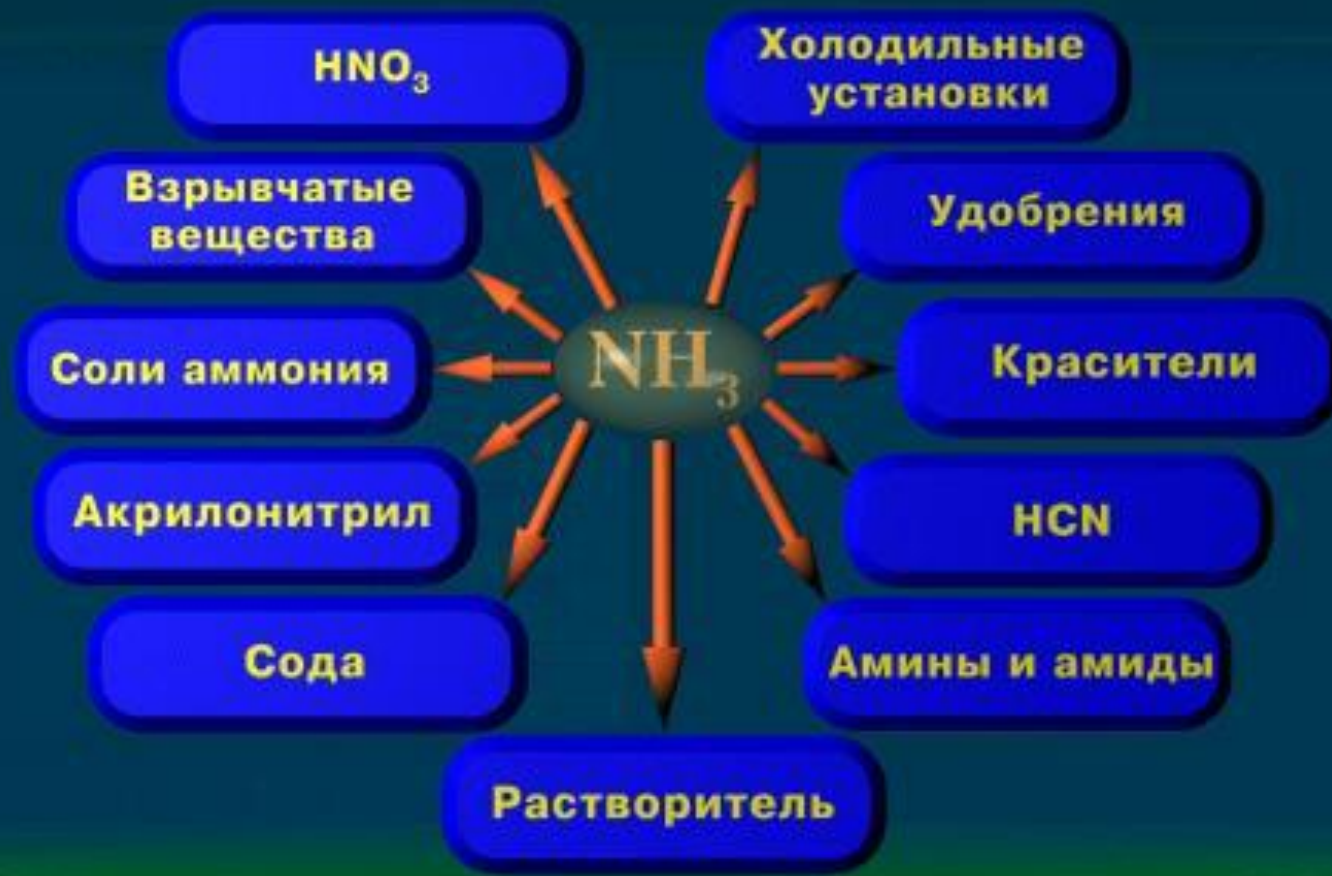 HNO₃
Холодильные
установки
Взрывчатые
вещества
Удобрения
Соли аммония
NH₃
Красители
Акрилонитрил
HCN
Сода
Амины и амиды
Растворитель